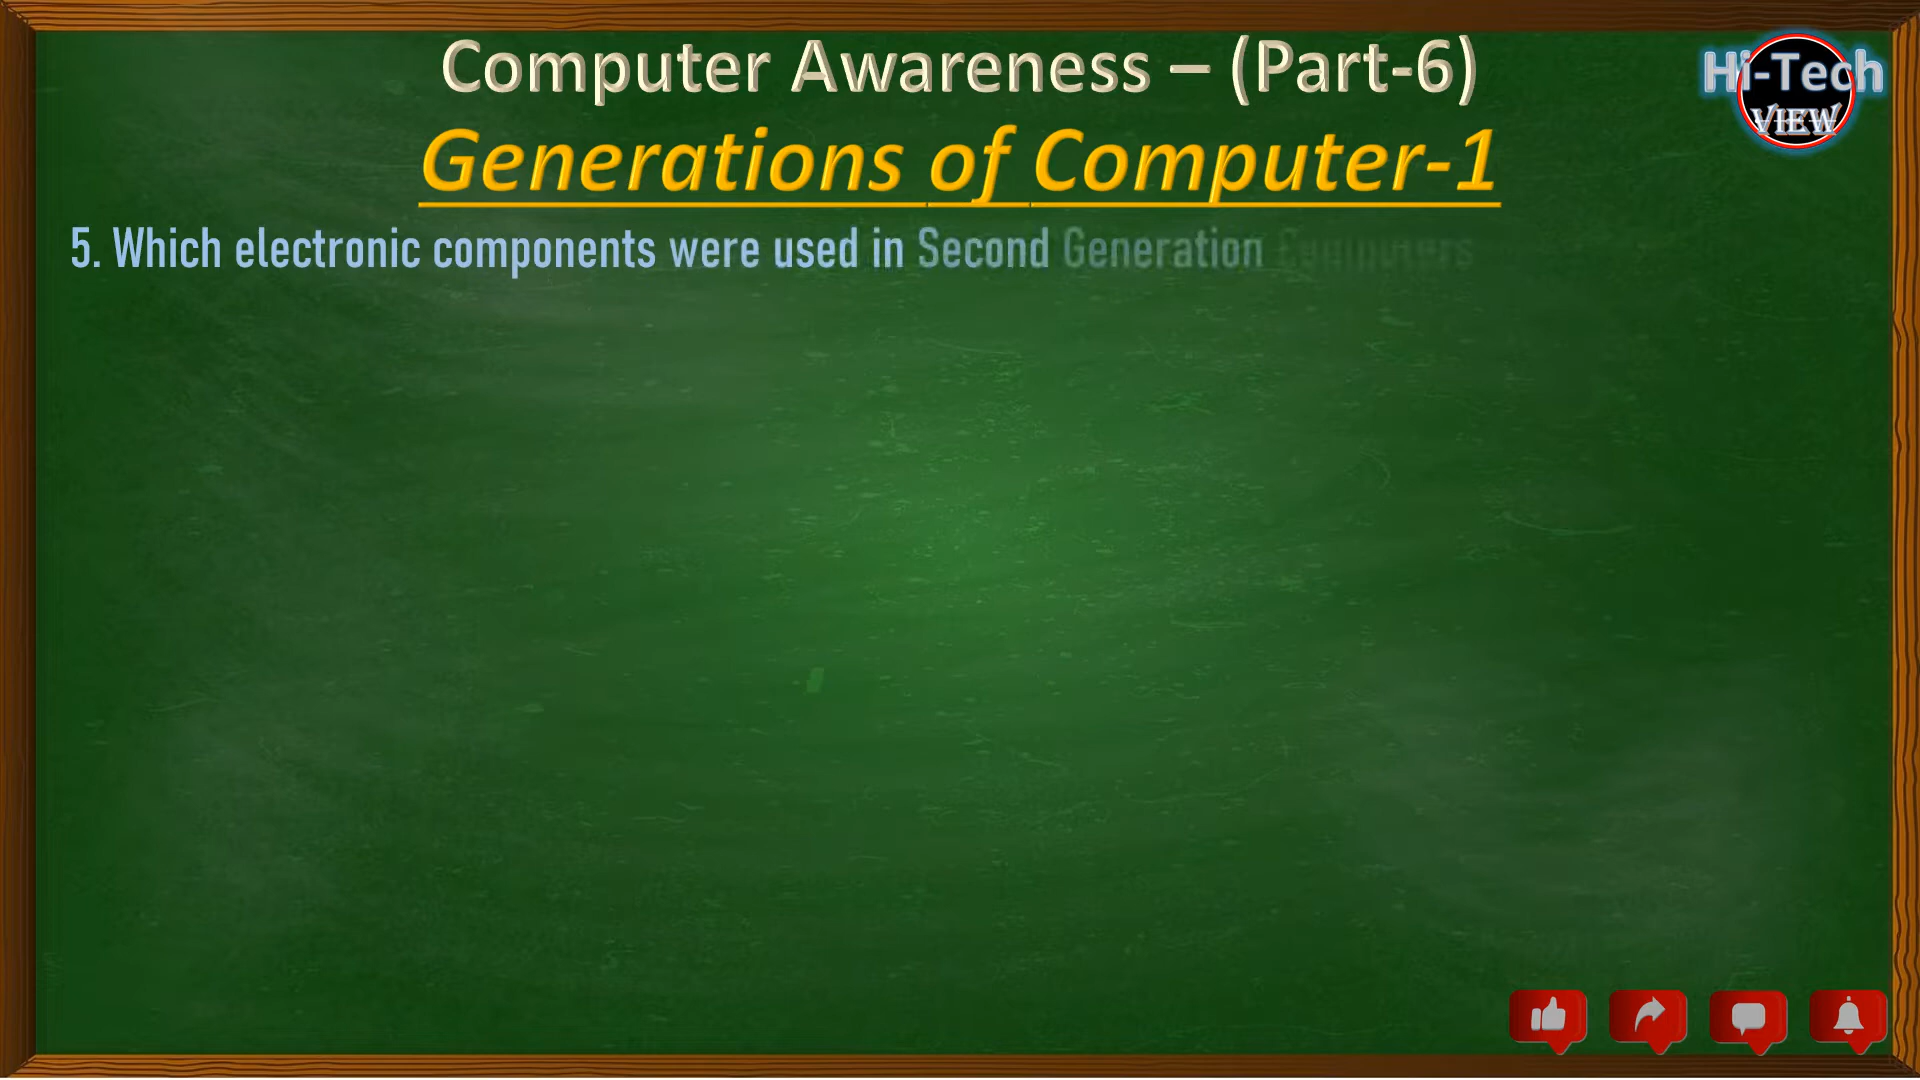 Computer Awareness – (Part-6)
Hi-Tech
VIEW
Generations of Computer-1
5. Which electronic components were used in Second Generation Computers